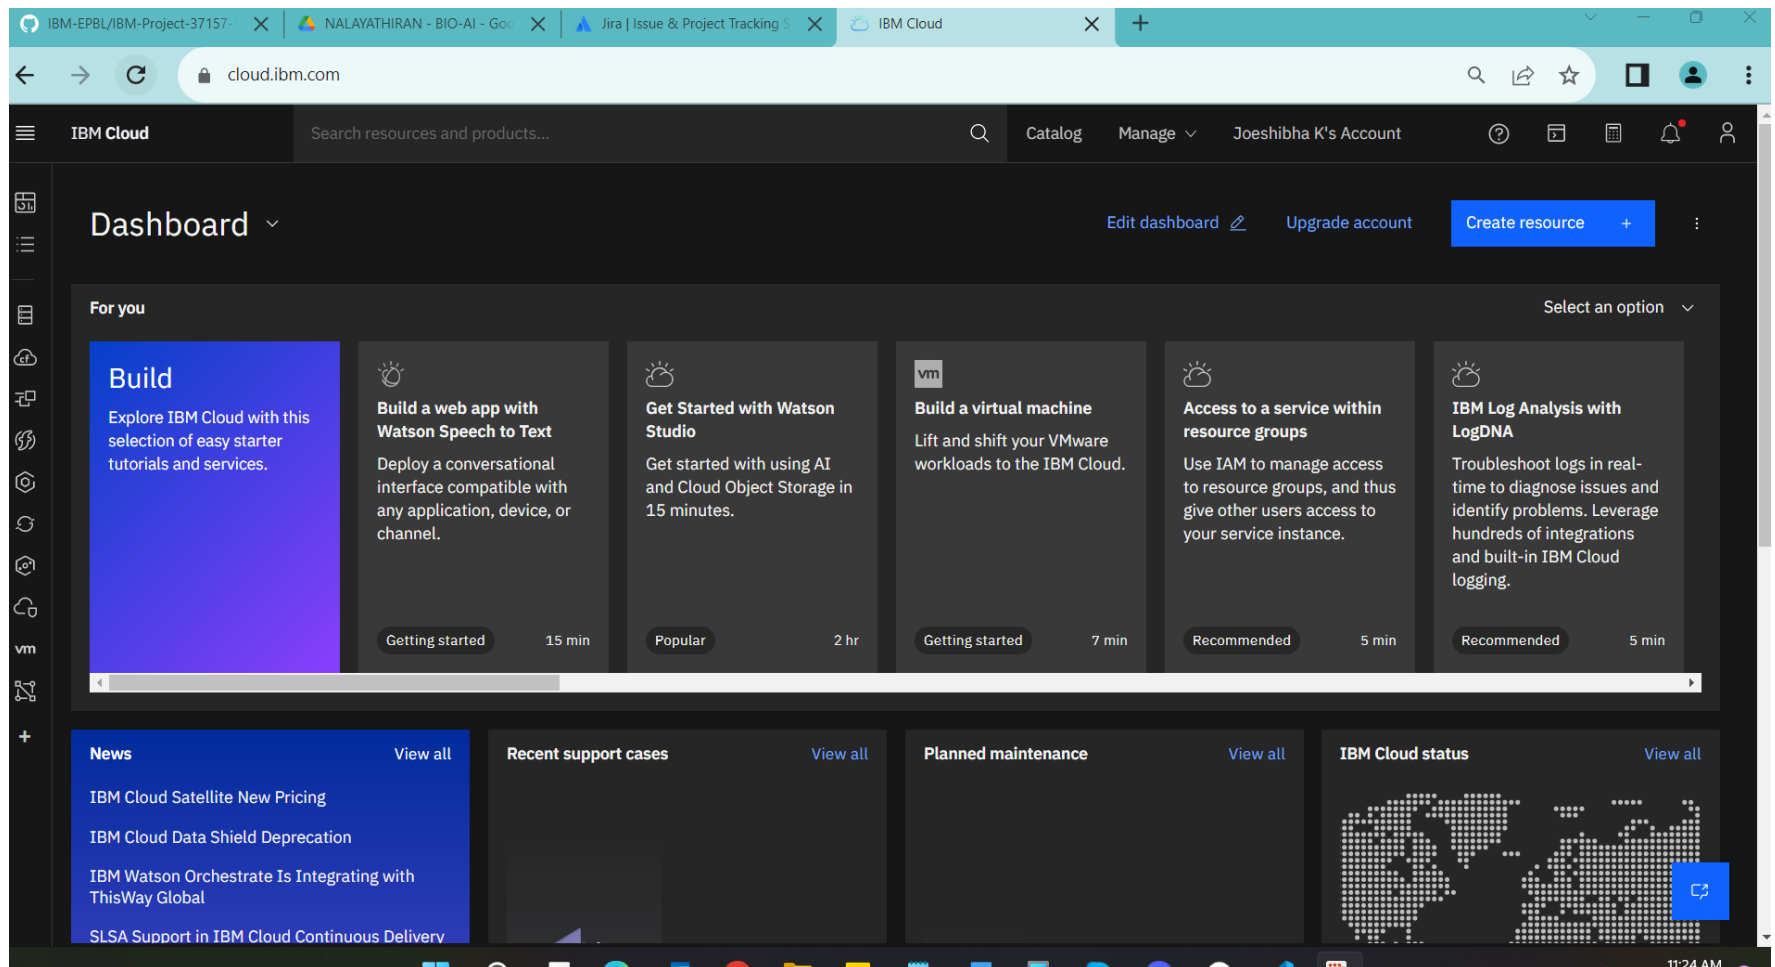 IBM-EPBL/IBM-Project-37157-
NALAYATHIRAN - BIO-AI - Goo
Jira | Issue & Project Tracking S
IBM Cloud
cloud.ibm.com
IBM Cloud
Search resources and products...
Catalog
Manage
Joeshibha K's Account
Dashboard
Edit dashboard
Upgrade account
Create resource +
For you
Select an option
Build
Explore IBM Cloud with this
selection of easy starter
tutorials and services.
Build a web app with
Watson Speech to Text
Deploy a conversational
interface compatible with
any application, device, or
channel.
Getting started
15 min
vm
Get Started with Watson
Studio
Get started with using AI
and Cloud Object Storage in
15 minutes.
Popular
2 hr
vm
Build a virtual machine
Lift and shift your VMware
workloads to the IBM Cloud.
Getting started
7 min
Access to a service within
resource groups
Use IAM to manage access
to resource groups, and thus
give other users access to
your service instance.
Recommended
5 min
IBM Log Analysis with
LogDNA
Troubleshoot logs in real-
time to diagnose issues and
identify problems. Leverage
hundreds of integrations
and built-in IBM Cloud
logging.
Recommended
5 min
News
View all
IBM Cloud Satellite New Pricing
IBM Cloud Data Shield Deprecation
IBM Watson Orchestrate Is Integrating with
ThisWay Global
SLSA Support in IBM Cloud Continuous Delivery
Recent support cases
View all
Planned maintenance
View all
IBM Cloud status
View all
11:24 AM